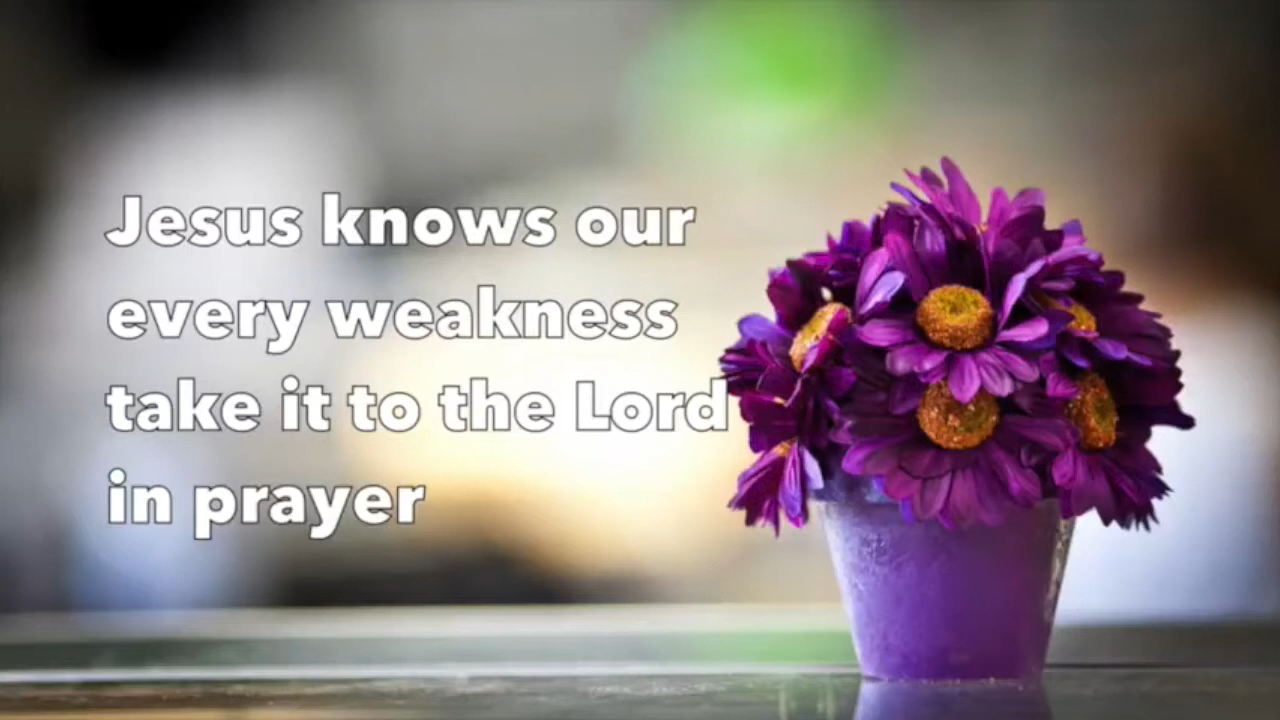 Jesus knows our
every weakness
take it to the Lord
in prayer